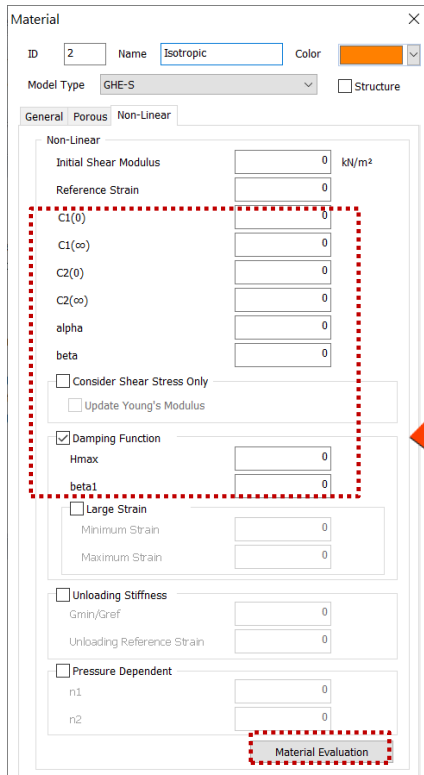 Material
ID 2 Name Isotropic Color
Model Type GHE-S Structure
General Porous Non-Linear
Non-Linear
Initial Shear Modulus 0 kN/m²
Reference Strain 0
C1(0) 0
C1(∞) 0
C2(0) 0
C2(∞) 0
alpha 0
beta 0
Consider Shear Stress Only
Update Young's Modulus
Damping Function
Hmax 0
beta1 0
Large Strain
Minimum Strain 0
Maximum Strain 0
Unloading Stiffness
Gmin/Gref 0
Unloading Reference Strain 0
Pressure Dependent
n1 0
n2 0
Material Evaluation